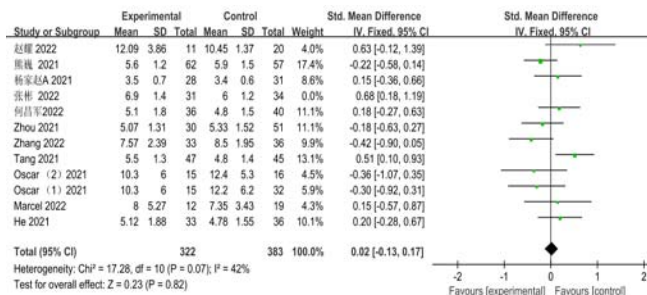 Experimental Control Std. Mean Difference Std. Mean Difference
Study or Subgroup Mean SD Total Mean SD Total Weight IV. Fixed. 95% CI IV. Fixed. 95% CI
赵耀 2022 12.09 3.86 11 10.45 1.37 20 4.0% 0.63 [-0.12, 1.39]
熊巍 2021 5.6 1.2 62 5.9 1.5 57 17.4% -0.22 [-0.58, 0.14]
杨家赵A 2021 3.5 0.7 28 3.4 0.6 31 8.7% 0.15 [-0.36, 0.66]
张彬 2022 6.9 1.4 31 6 1.2 34 9.0% 0.68 [0.18, 1.19]
何昌军2022 5.1 1.8 36 4.8 1.5 40 11.2% 0.18 [-0.27, 0.63]
Zhou 2021 5.07 1.31 30 5.33 1.52 51 11.1% -0.18 [-0.63, 0.27]
Zhang 2022 7.57 2.39 33 8.5 1.95 36 10.0% -0.42 [-0.90, 0.05]
Tang 2021 5.5 1.3 47 4.8 1.4 45 13.1% 0.51 [0.10, 0.93]
Oscar（2）2021 10.3 6 15 12.4 5.3 16 4.5% -0.36 [-1.07, 0.35]
Oscar（1）2021 10.3 6 15 12.2 6.2 32 6.0% -0.30 [-0.92, 0.31]
Marcel 2022 8 5.27 12 7.35 3.43 19 4.4% 0.15 [-0.57, 0.87]
He 2021 5.12 1.88 33 4.78 1.55 36 10.1% 0.20 [-0.28, 0.67]
Total (95% CI) 322 383 100.0% 0.02 [-0.13, 0.17]
Heterogeneity: Chi² = 17.28, df = 10 (P = 0.07); I² = 42%
Test for overall effect: Z = 0.23 (P = 0.82)
-2 -1 0 1 2
Favours [experimental] Favours [control]